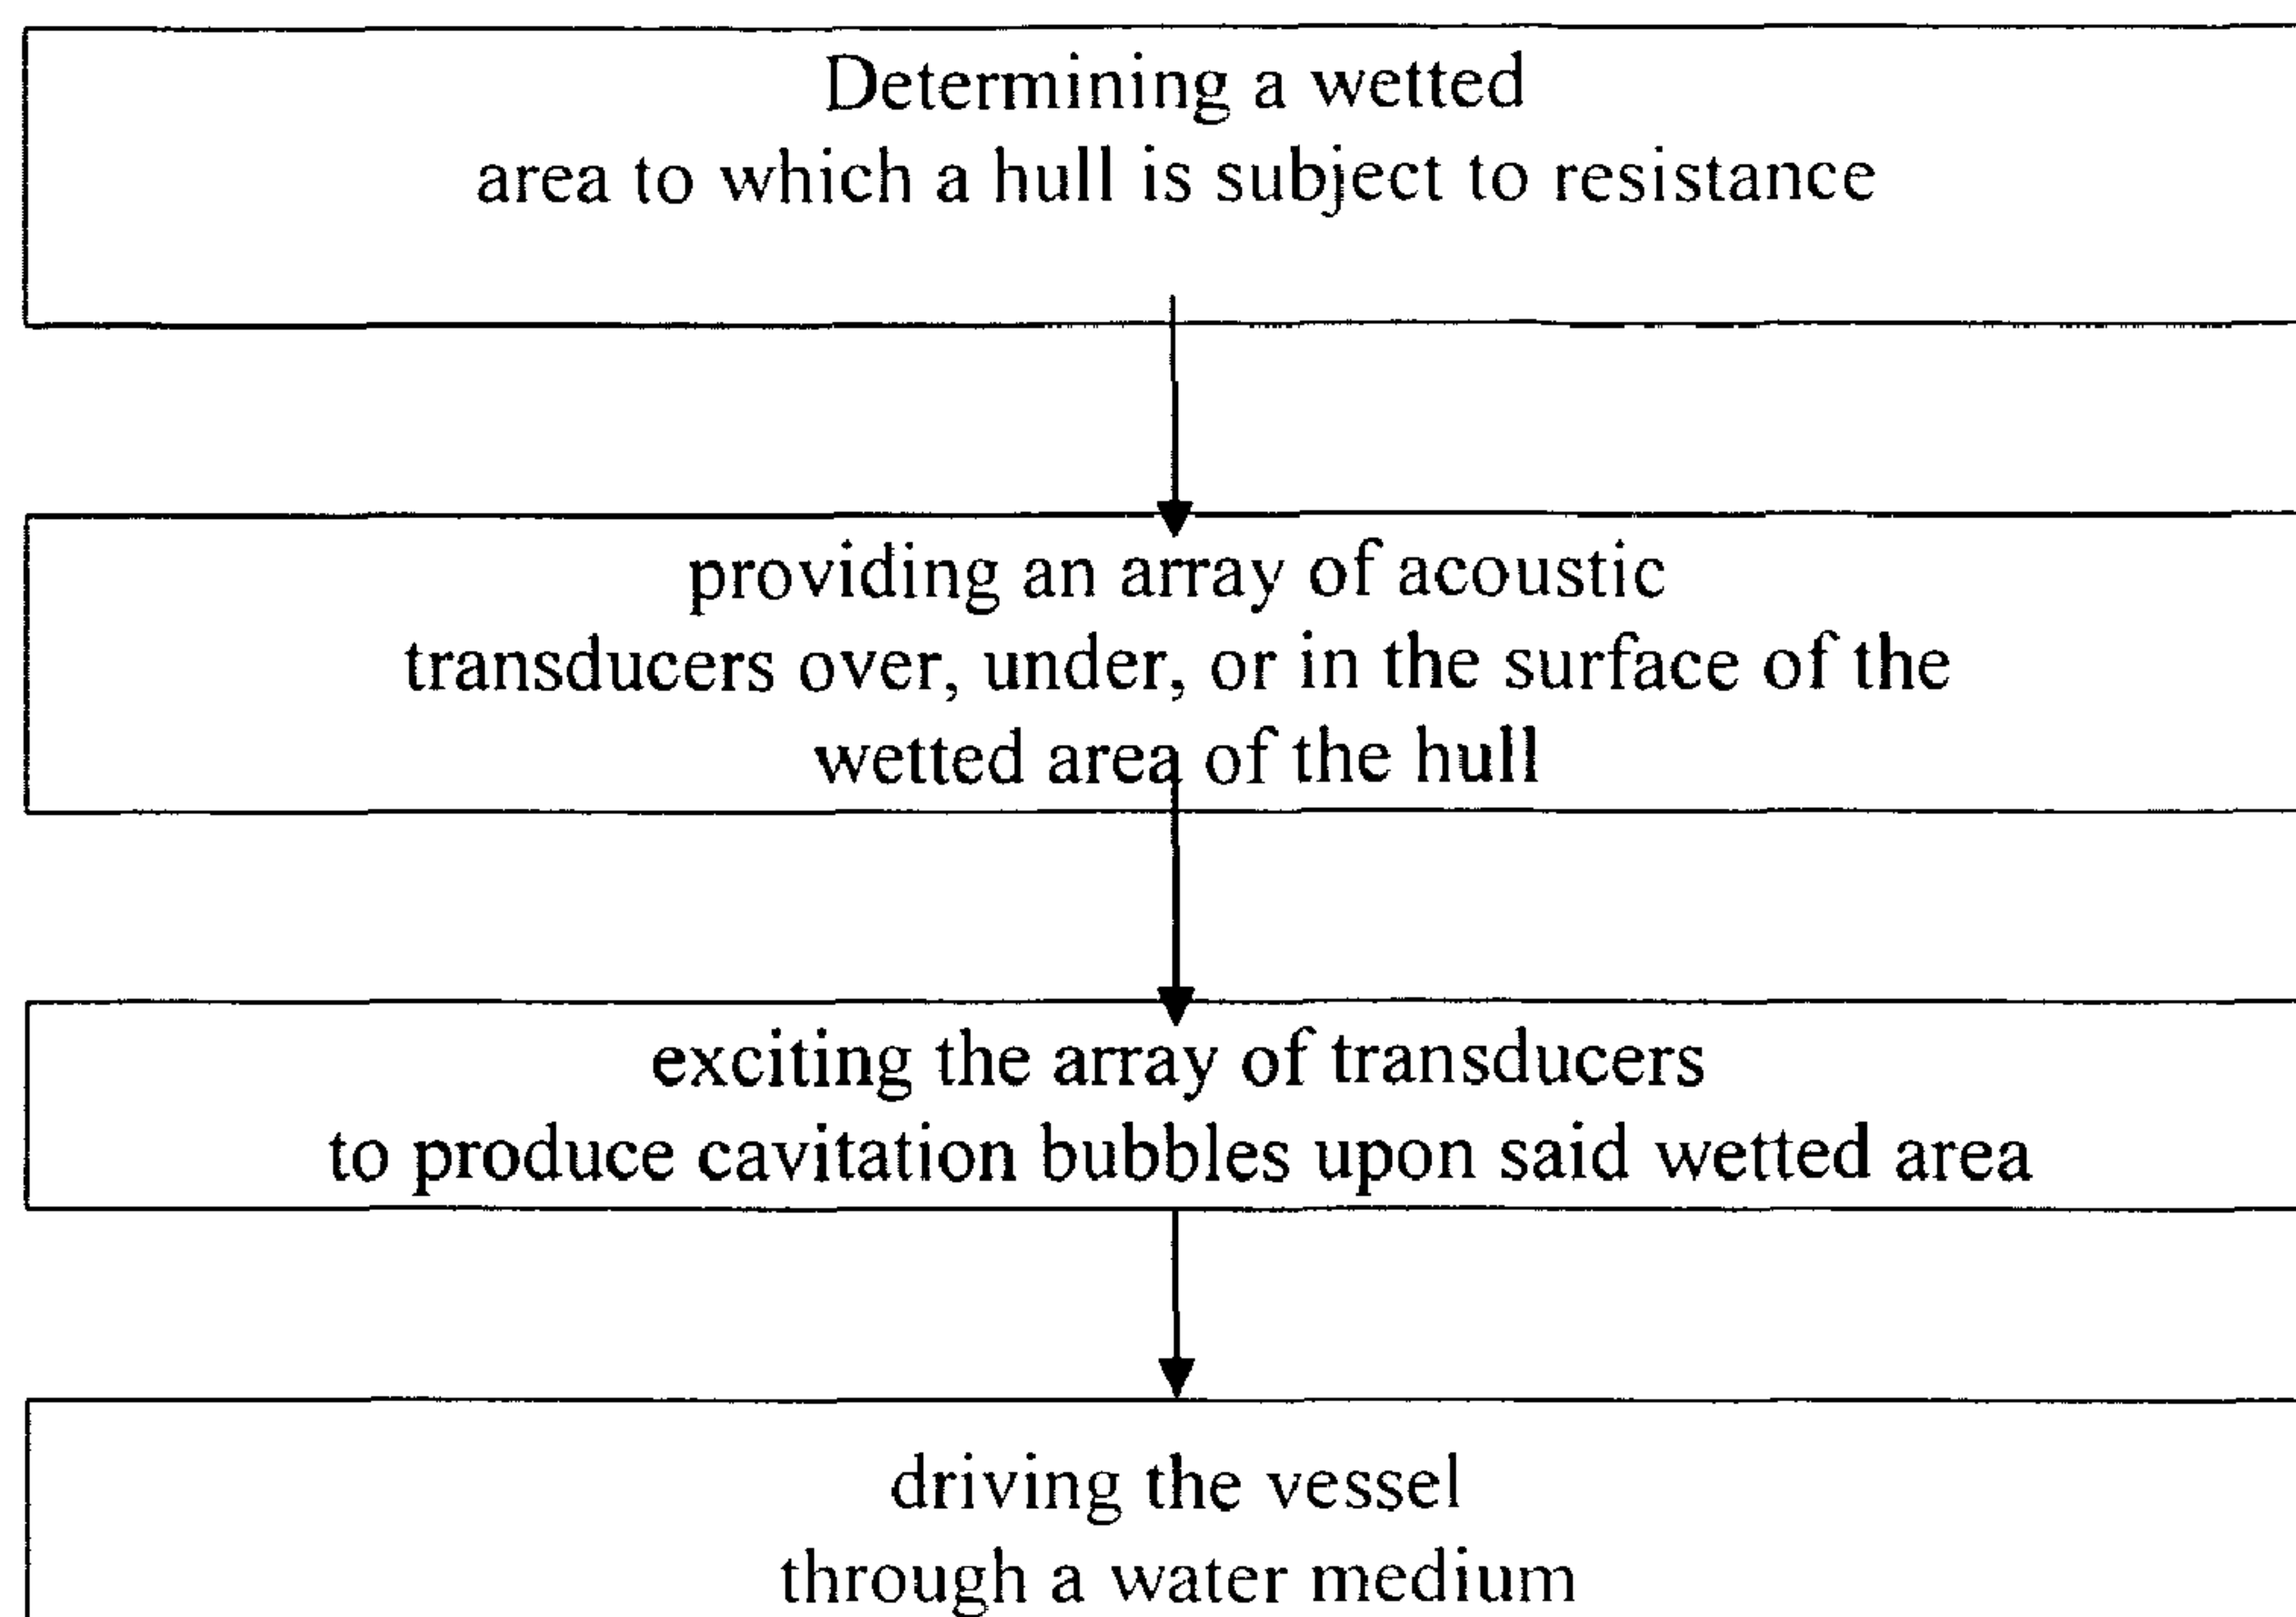 Determining a wetted
area to which a hull is subject to resistance
providing an array of acoustic
transducers over, under, or in the surface of the
wetted area of the hull
exciting the array of transducers
to produce cavitation bubbles upon said wetted area
driving the vessel
through a water medium